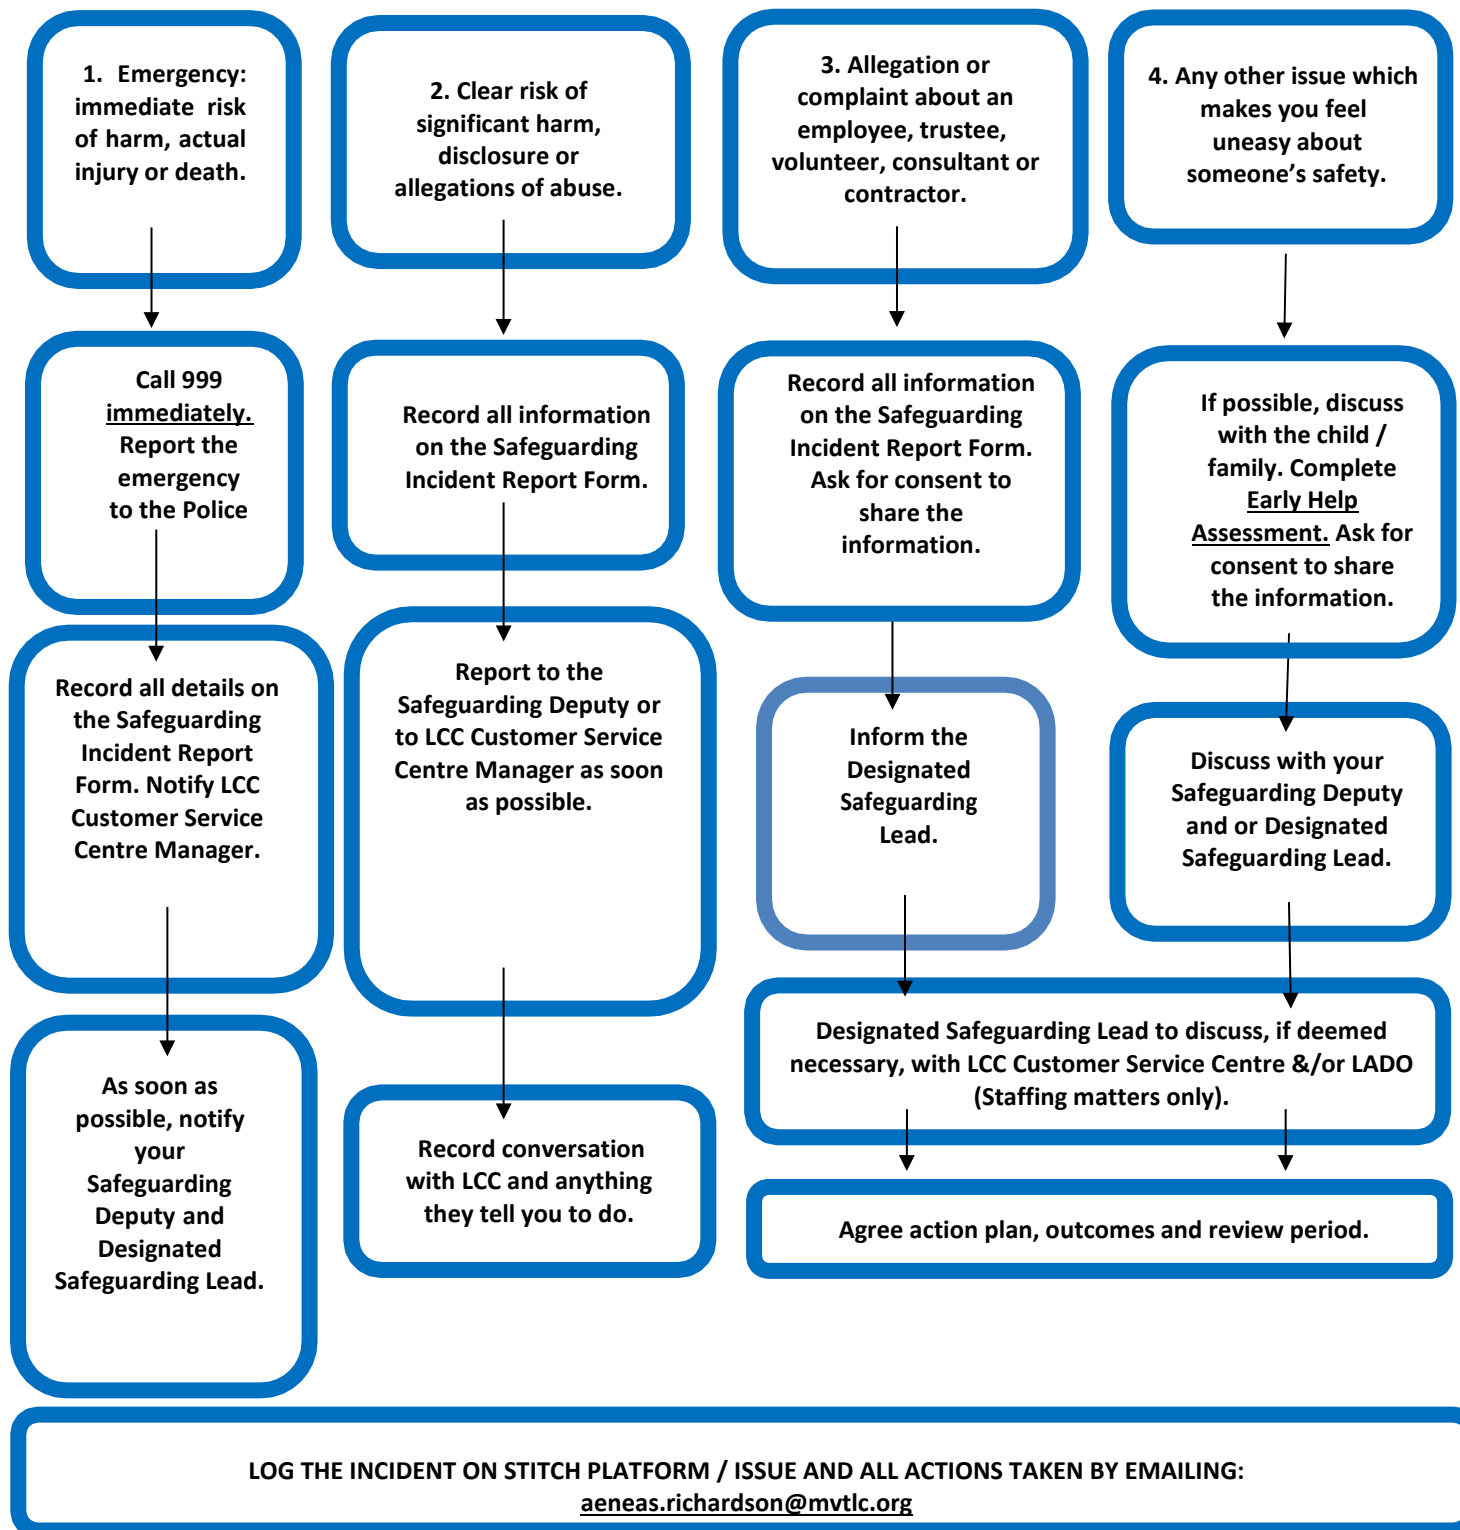 1. Emergency:
immediate risk
of harm, actual
injury or death.
Call 999
immediately.
Report the
emergency
to the Police
Record all details on
the Safeguarding
Incident Report
Form. Notify LCC
Customer Service
Centre Manager.
As soon as
possible, notify
your
Safeguarding
Deputy and
Designated
Safeguarding Lead.
2. Clear risk of
significant harm,
disclosure or
allegations of abuse.
Record all information
on the Safeguarding
Incident Report Form.
Report to the
Safeguarding Deputy or
to LCC Customer Service
Centre Manager as soon
as possible.
Record conversation
with LCC and anything
they tell you to do.
3. Allegation or
complaint about an
employee, trustee,
volunteer, consultant or
contractor.
Record all information
on the Safeguarding
Incident Report Form.
Ask for consent to
share the
information.
Inform the
Designated
Safeguarding
Lead.
4. Any other issue which
makes you feel
uneasy about
someone’s safety.
If possible, discuss
with the child /
family. Complete
Early Help
Assessment. Ask for
consent to share
the information.
Discuss with your
Safeguarding Deputy
and or Designated
Safeguarding Lead.
Designated Safeguarding Lead to discuss, if deemed
necessary, with LCC Customer Service Centre &/or LADO
(Staffing matters only).
Agree action plan, outcomes and review period.
LOG THE INCIDENT ON STITCH PLATFORM / ISSUE AND ALL ACTIONS TAKEN BY EMAILING:
aeneas.richardson@mvtlc.org